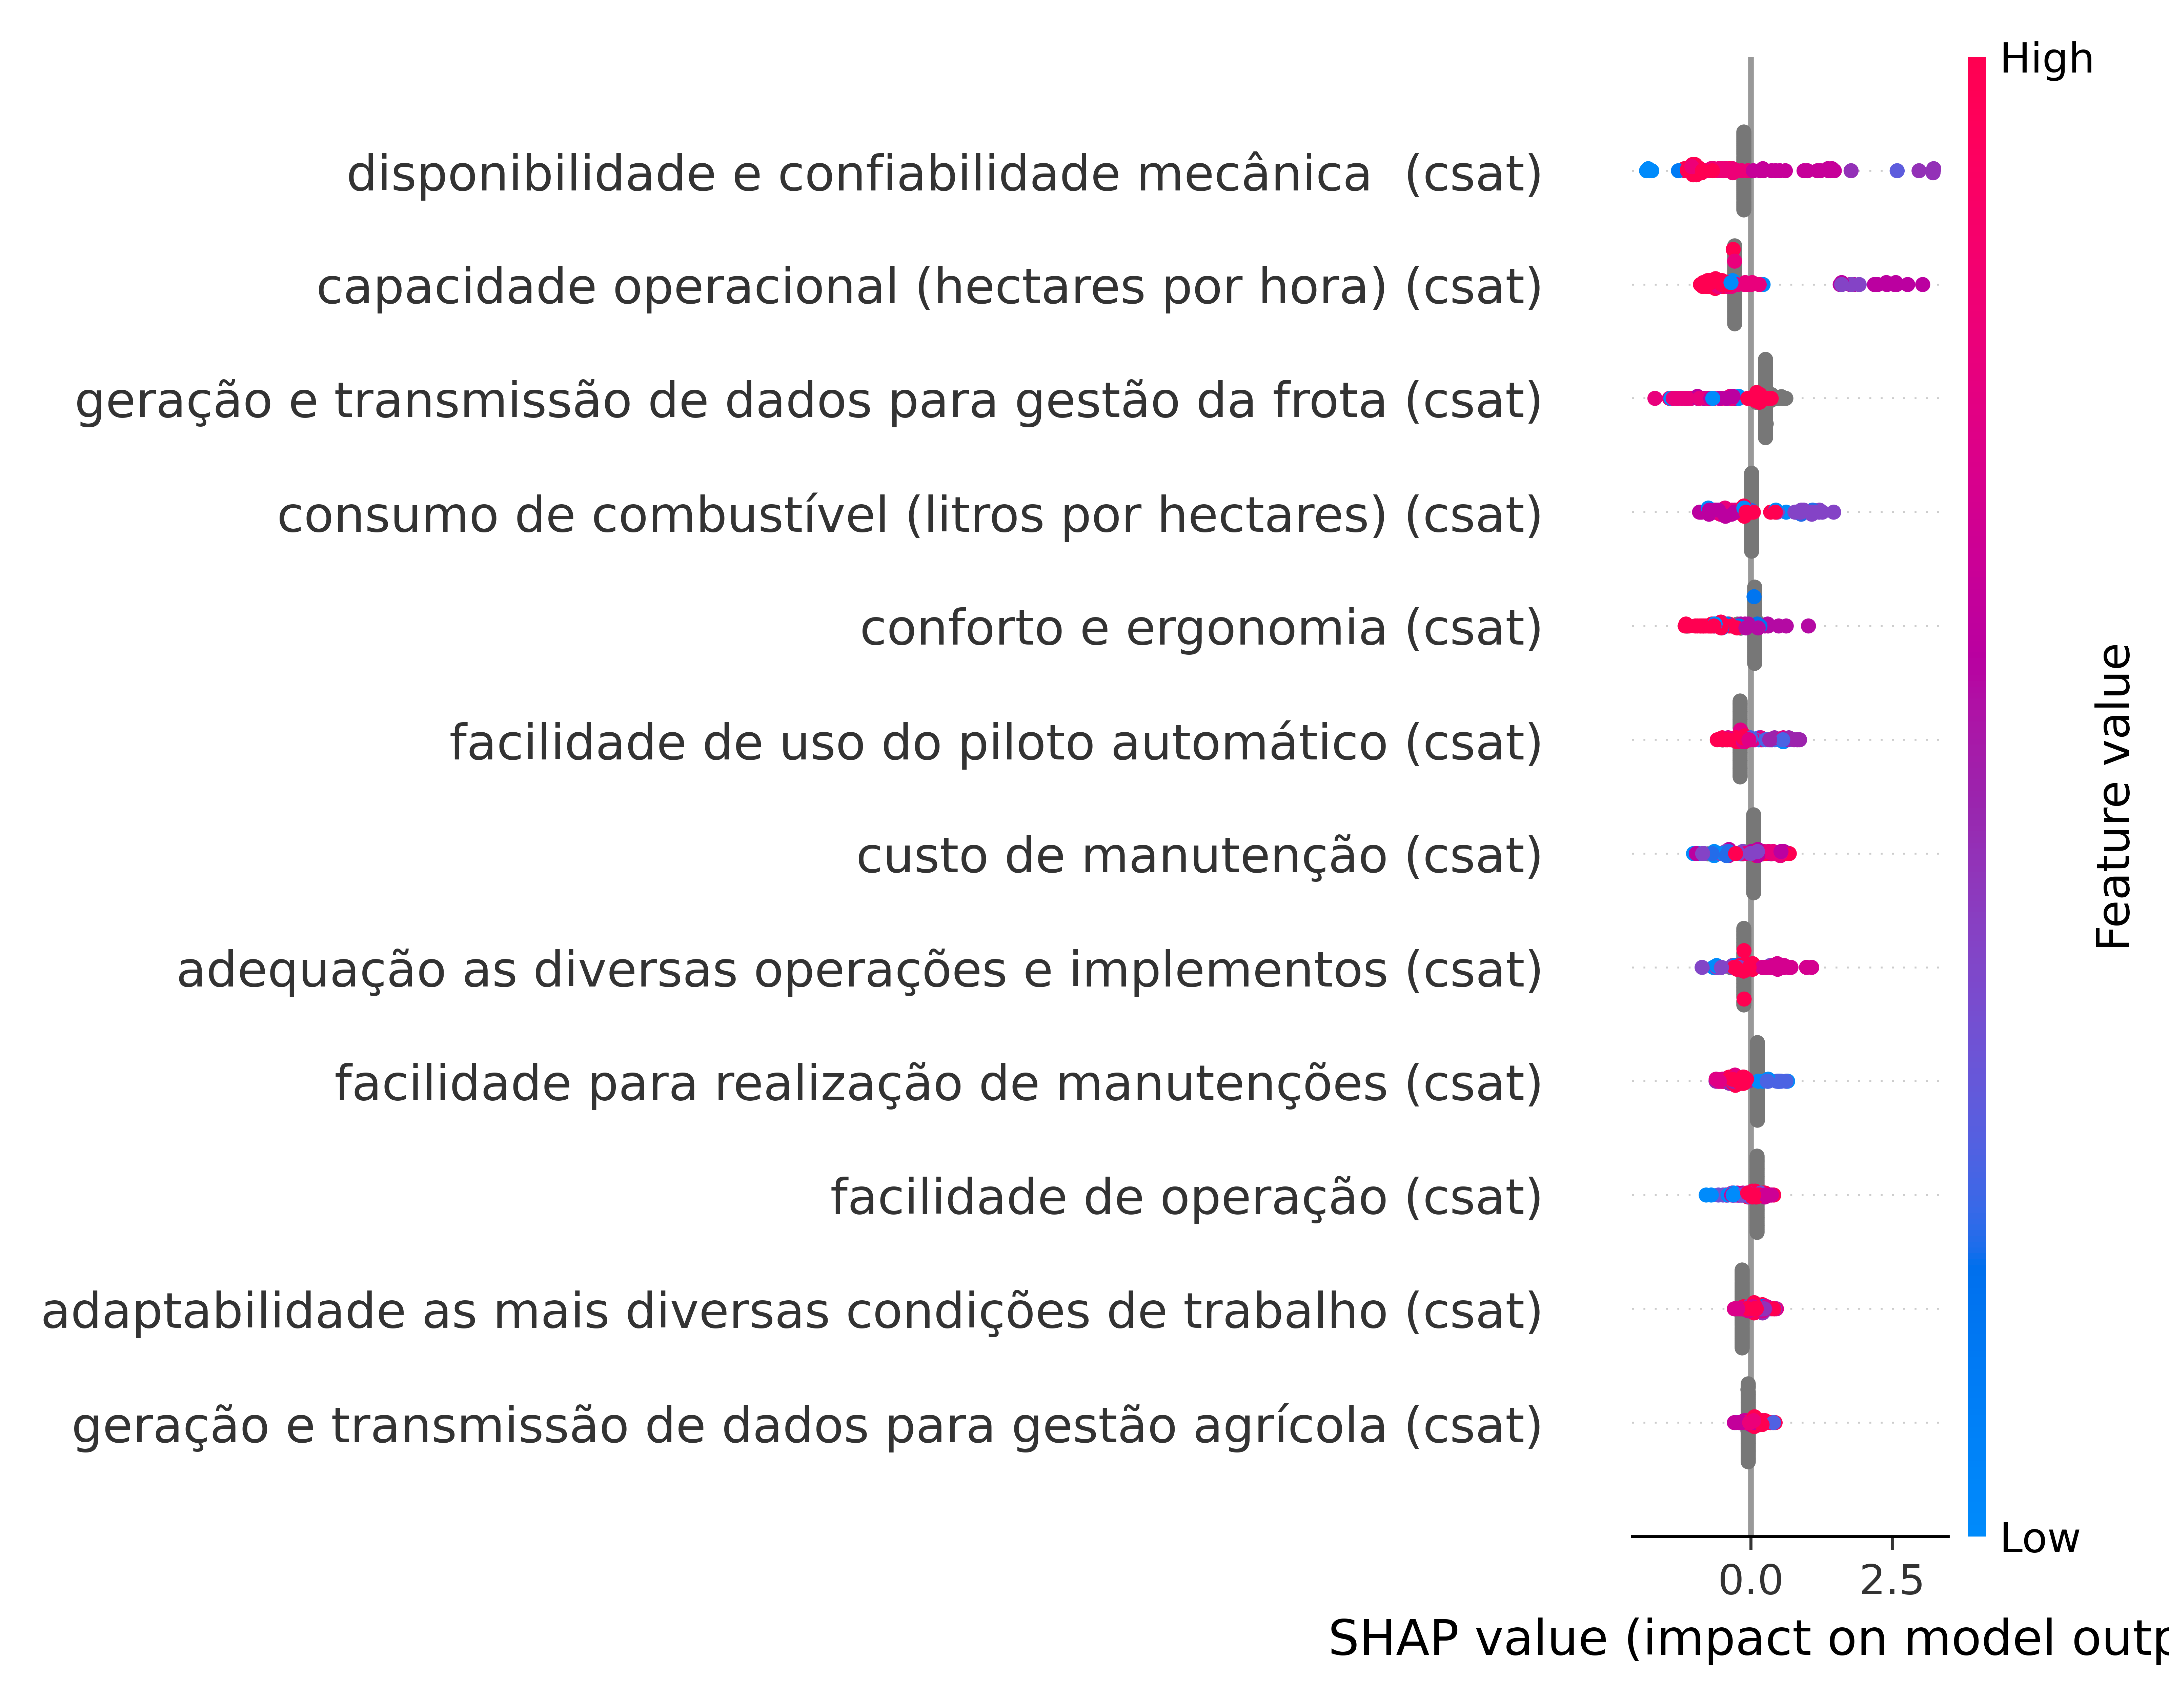 High
disponibilidade e confiabilidade mecânica  (csat)
capacidade operacional (hectares por hora) (csat)
geração e transmissão de dados para gestão da frota (csat)
consumo de combustível (litros por hectares) (csat)
conforto e ergonomia (csat)
facilidade de uso do piloto automático (csat)
custo de manutenção (csat)
adequação as diversas operações e implementos (csat)
facilidade para realização de manutenções (csat)
facilidade de operação (csat)
adaptabilidade as mais diversas condições de trabalho (csat)
geração e transmissão de dados para gestão agrícola (csat)
Feature value
Low
0.0 2.5
SHAP value (impact on model outp